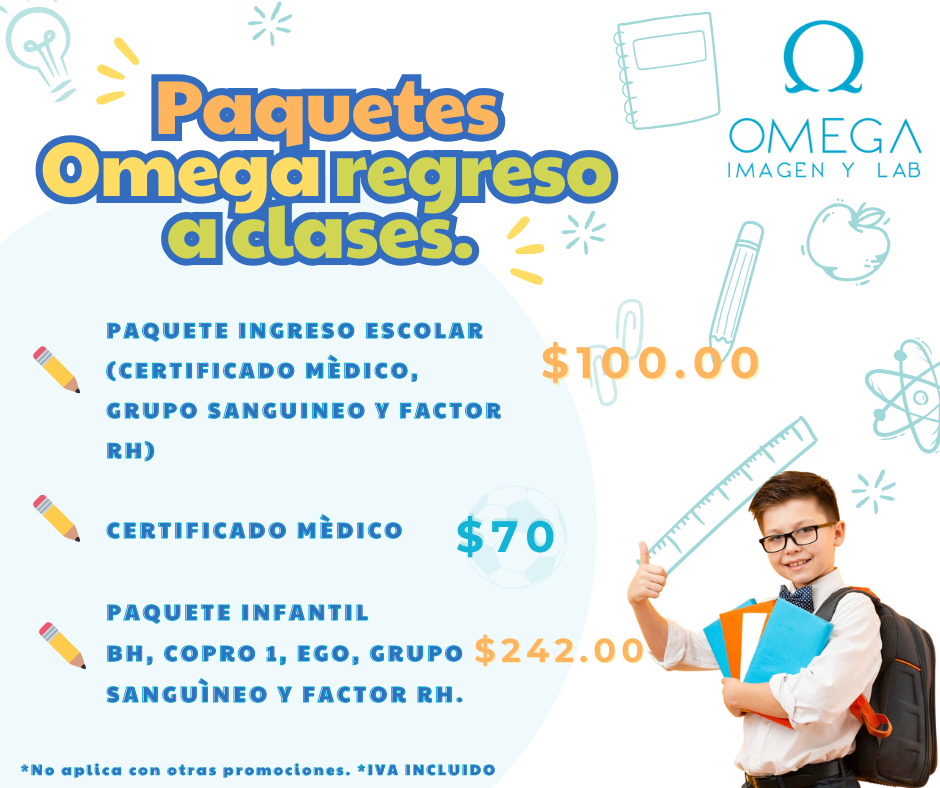 Paquetes
Omega regreso
a clases.
Ω
OMEGA
IMAGEN Y LAB
PAQUETE INGRESO ESCOLAR
(CERTIFICADO MÈDICO,
GRUPO SANGUINEO Y FACTOR
RH)
$100.00
CERTIFICADO MÈDICO
$70
PAQUETE INFANTIL
BH, COPRO 1, EGO, GRUPO
SANGUÌNEO Y FACTOR RH.
$242.00
*No aplica con otras promociones. *IVA INCLUIDO